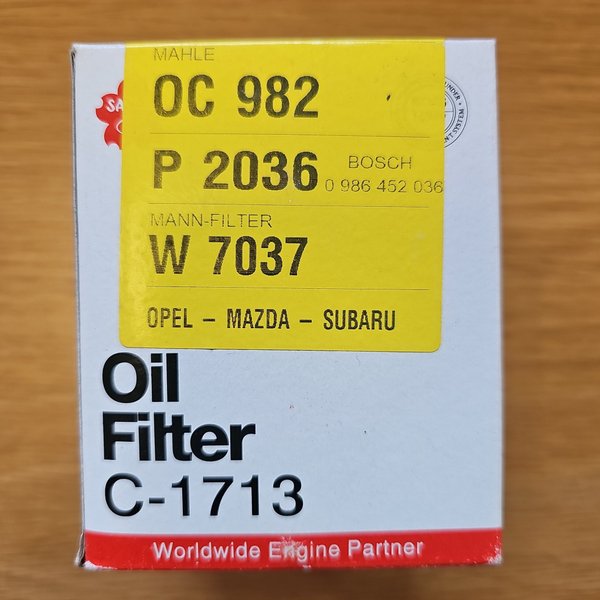 MAHLE
OC 982
P 2036 BOSCH
0 986 452 036
MANN-FILTER
W 7037
OPEL - MAZDA - SUBARU
Oil
Filter
C-1713
Worldwide Engine Partner